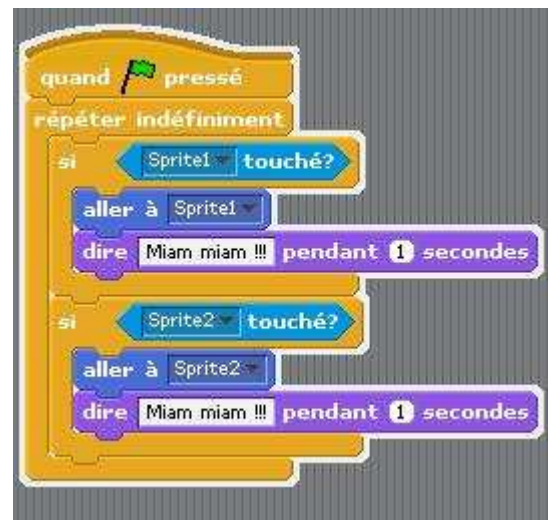 quand pressé
répéter indéfiniment
si Sprite1 touché?
aller à Sprite1
dire Miam miam !!! pendant 1 secondes
si Sprite2 touché?
aller à Sprite2
dire Miam miam !!! pendant 1 secondes